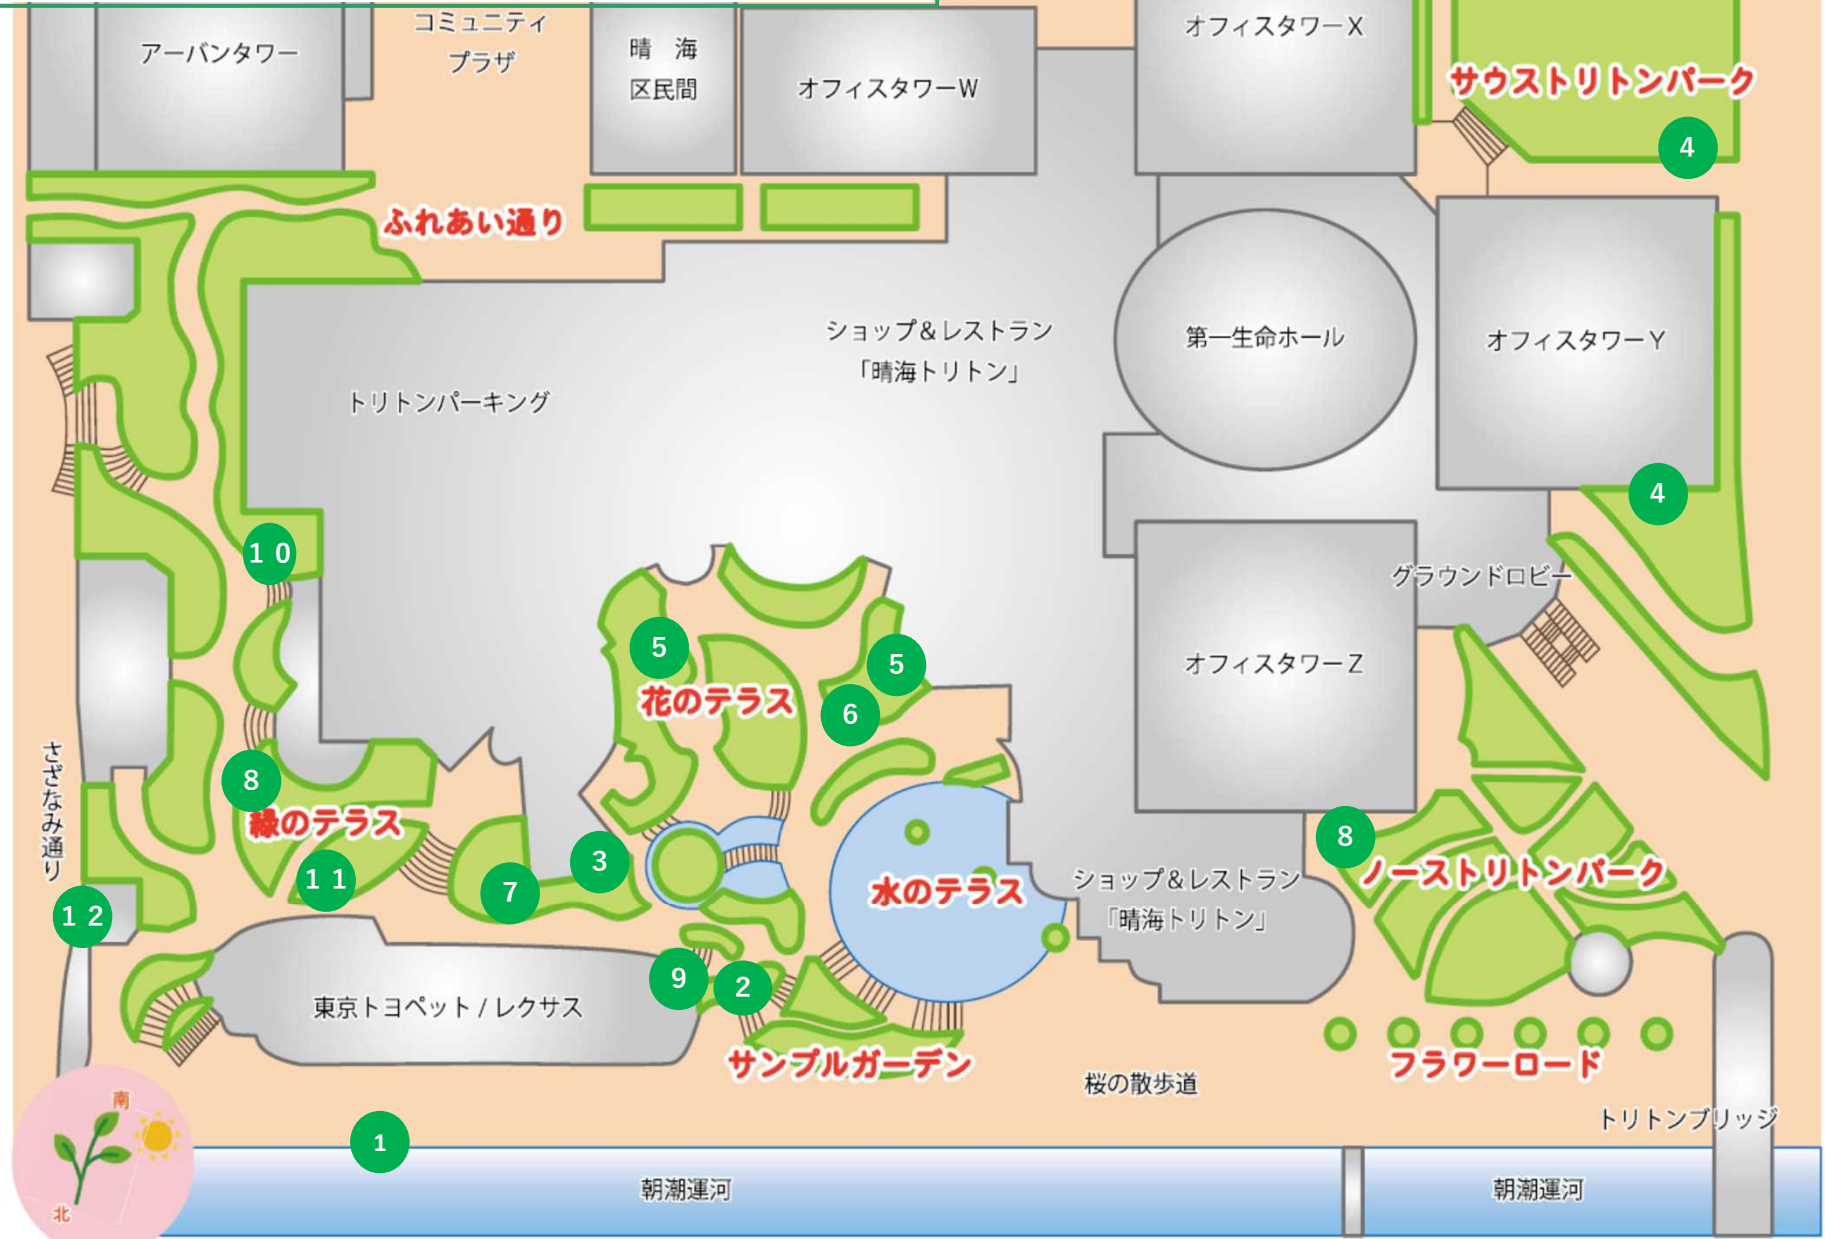 コミュニティ
プラザ
アーバンタワー
晴　海
区民間
オフィスタワーW
オフィスタワーX
サウストリトンパーク
4
ふれあい通り
ショップ＆レストラン
「晴海トリトン」
第一生命ホール
オフィスタワーY
トリトンパーキング
4
10
グラウンドロビー
5
5
オフィスタワーZ
花のテラス
6
さざなみ通り
8
緑のテラス
8
3
ノーストリトンパーク
11
7
水のテラス
ショップ＆レストラン
「晴海トリトン」
12
9
2
東京トヨペット / レクサス
サンプルガーデン
フラワーロード
桜の散歩道
南
トリトンブリッジ
1
朝潮運河
朝潮運河
北